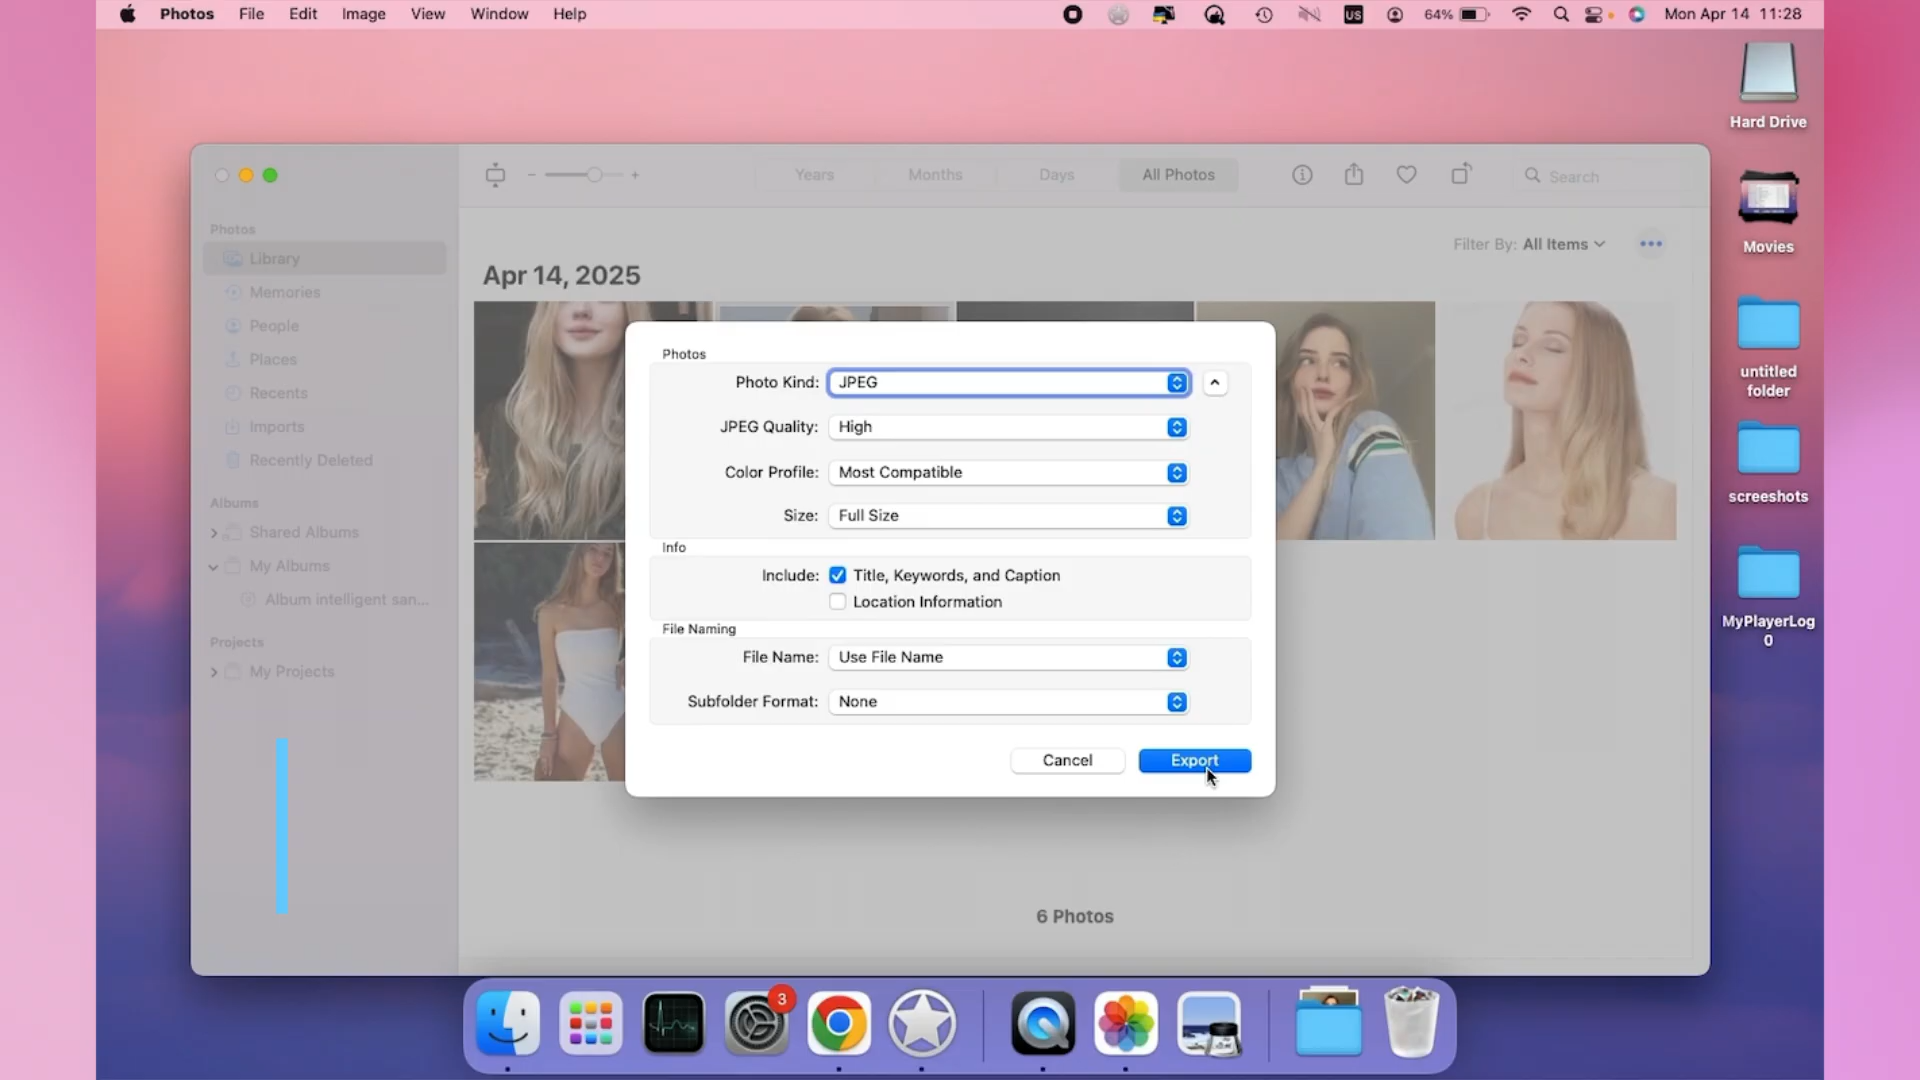 Photos File Edit Image View Window Help
US 64% Mon Apr 14 11:28
Hard Drive
Movies
untitled
folder
screeshots
MyPlayerLog
0
Years Months Days All Photos Search
Photos
Library
Memories
People
Places
Recents
Imports
Recently Deleted
Albums
Shared Albums
My Albums
Album intelligent san...
Projects
My Projects
Filter By: All Items
Apr 14, 2025
Photos
Photo Kind: JPEG
JPEG Quality: High
Color Profile: Most Compatible
Size: Full Size
Info
Include: Title, Keywords, and Caption
Location Information
File Naming
File Name: Use File Name
Subfolder Format: None
Cancel Export
6 Photos
3